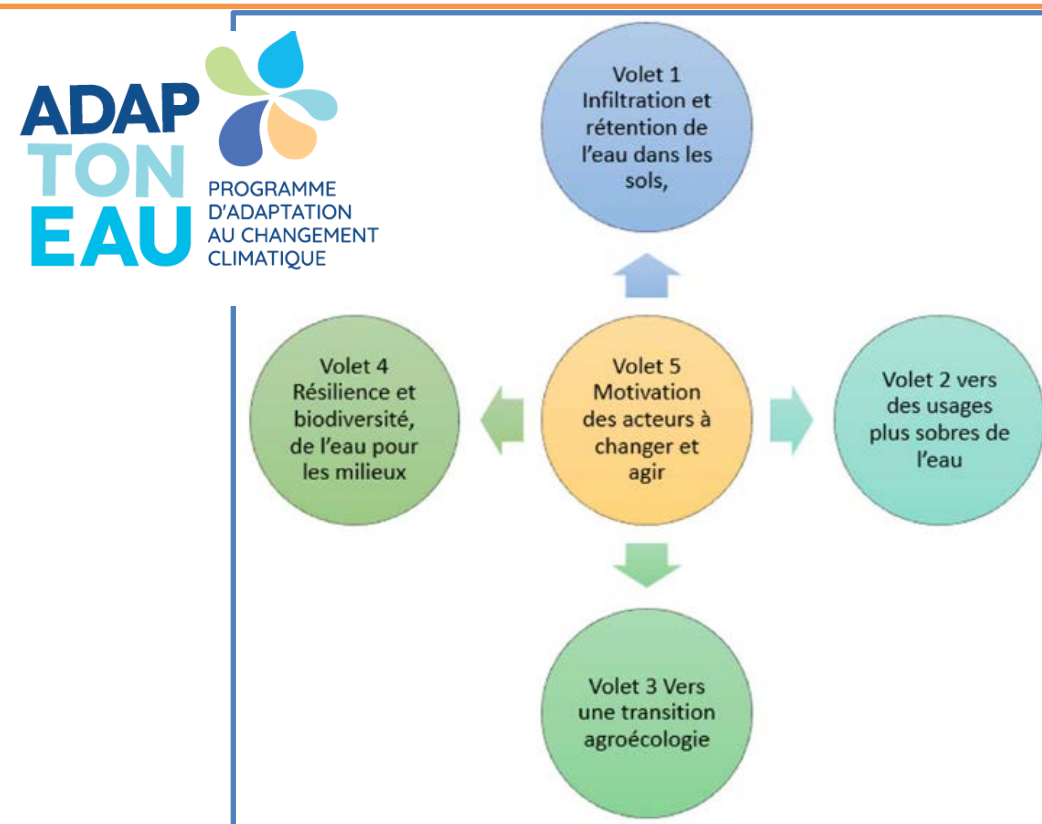 ADAP
TON
EAU
PROGRAMME
D'ADAPTATION
AU CHANGEMENT
CLIMATIQUE
Volet 1
Infiltration et
rétention de
l'eau dans les
sols,
Volet 4
Résilience et
biodiversité,
de l'eau pour
les milieux
Volet 5
Motivation
des acteurs à
changer et
agir
Volet 2 vers
des usages
plus sobres de
l'eau
Volet 3 Vers
une transition
agroécologie